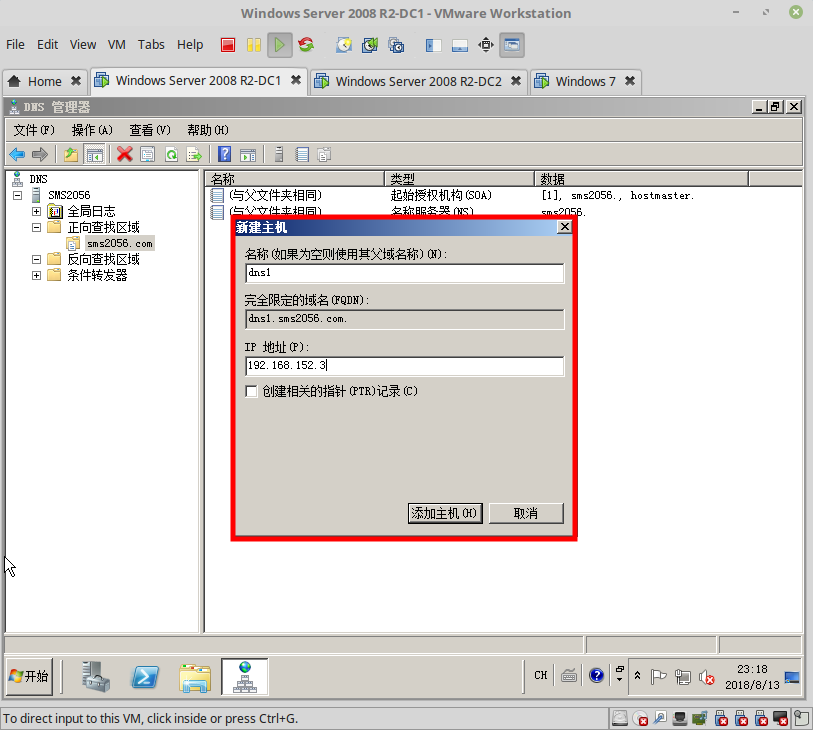 Windows Server 2008 R2-DC1 - VMware Workstation
File Edit View VM Tabs Help
Home Windows Server 2008 R2-DC1 Windows Server 2008 R2-DC2 Windows 7
DNS 管理器
文件(F) 操作(A) 查看(V) 帮助(H)
DNS
SMS2056
全局日志
正向查找区域
sms2056.com
反向查找区域
条件转发器
名称 类型 数据
(与父文件夹相同) 起始授权机构(SOA) [1], sms2056., hostmaster.
(与父文件夹相同) 名称服务器(NS) sms2056.
新建主机
名称(如果为空则使用其父域名称)(N):
dns1
完全限定的域名(FQDN):
dns1.sms2056.com.
IP 地址(P):
192.168.152.3
创建相关的指针(PTR)记录(C)
添加主机(H) 取消
开始 CH 23:18
2018/8/13
To direct input to this VM, click inside or press Ctrl+G.